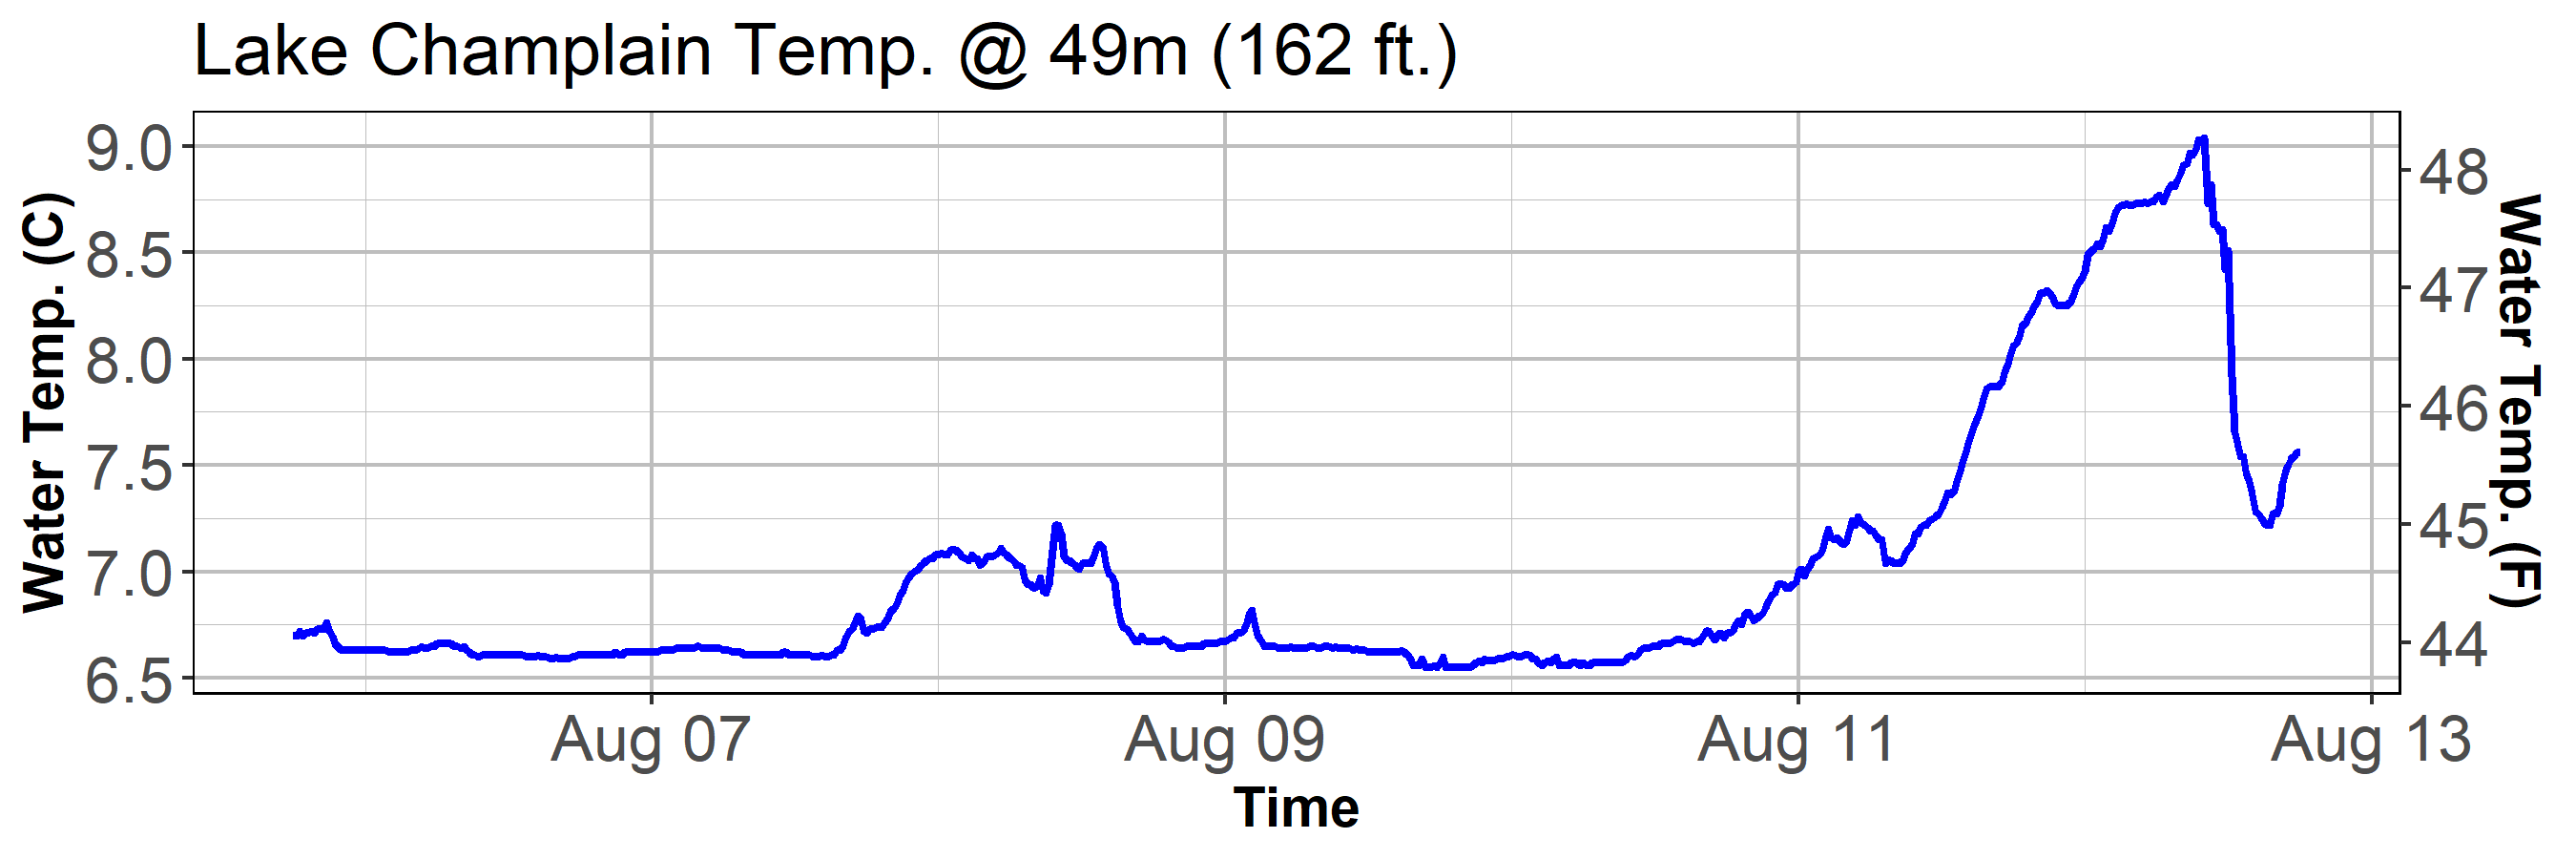 Lake Champlain Temp. @ 49m (162 ft.)
Water Temp. (C)
9.0
8.5
8.0
7.5
7.0
6.5
48
47
46
45
44
Water Temp. (F)
Aug 07 Aug 09 Aug 11 Aug 13
Time